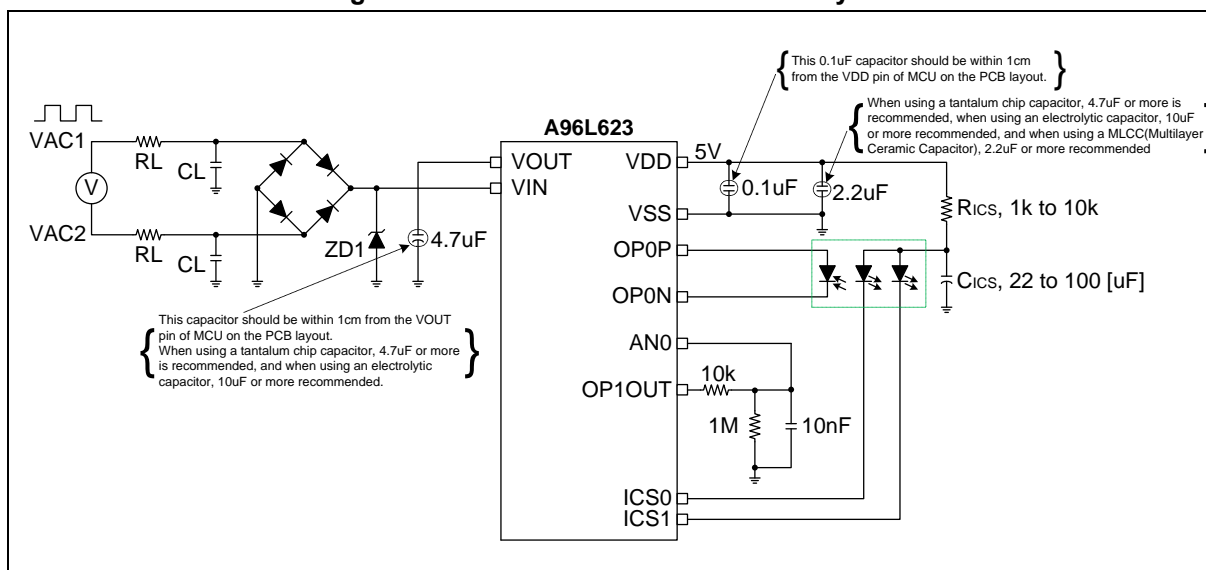 This 0.1uF capacitor should be within 1cm
from the VDD pin of MCU on the PCB layout.
When using a tantalum chip capacitor, 4.7uF or more is
recommended, when using an electrolytic capacitor, 10uF
or more recommended, and when using a MLCC(Multilayer
Ceramic Capacitor), 2.2uF or more recommended
A96L623
VAC1
RL
CL
V
VAC2
RL
CL
ZD1
4.7uF
This capacitor should be within 1cm from the VOUT
pin of MCU on the PCB layout.
When using a tantalum chip capacitor, 4.7uF or more
is recommended, and when using an electrolytic
capacitor, 10uF or more recommended.
VOUT
VIN
VDD
5V
0.1uF
2.2uF
VSS
RICS, 1k to 10k
OP0P
OP0N
CICS, 22 to 100 [uF]
AN0
OP1OUT
10k
1M
10nF
ICS0
ICS1